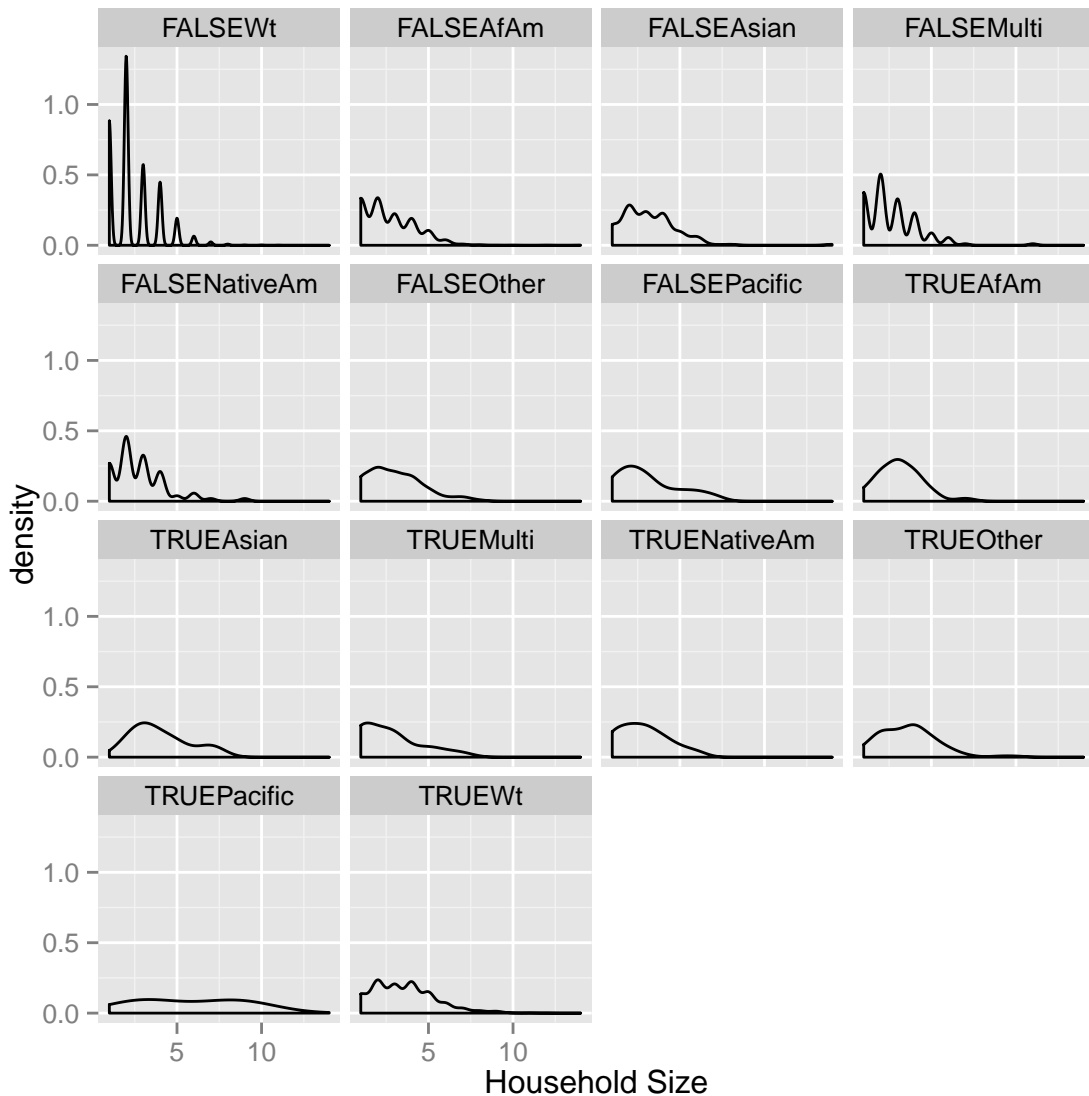 FALSEWt FALSEAfAm FALSEAsian FALSEMulti
1.0
0.5
0.0
FALSENativeAm FALSEOther FALSEPacific TRUEAfAm
1.0
0.5
0.0
density
TRUEAsian TRUEMulti TRUENativeAm TRUEOther
1.0
0.5
0.0
TRUEPacific TRUEWt
1.0
0.5
0.0
5 10 5 10
Household Size